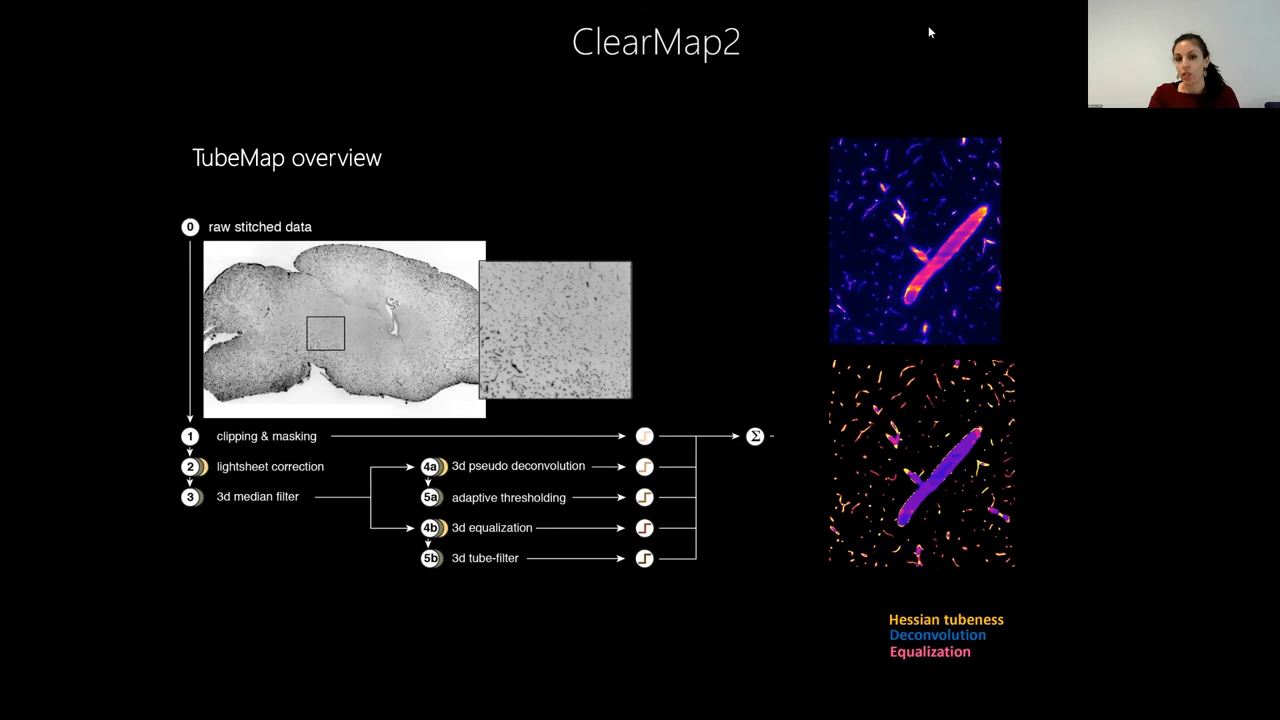 ClearMap2
TubeMap overview
0 raw stitched data
1 clipping & masking
2 lightsheet correction
3 3d median filter
4a 3d pseudo deconvolution
5a adaptive thresholding
4b 3d equalization
5b 3d tube-filter
Σ
Hessian tubeness
Deconvolution
Equalization